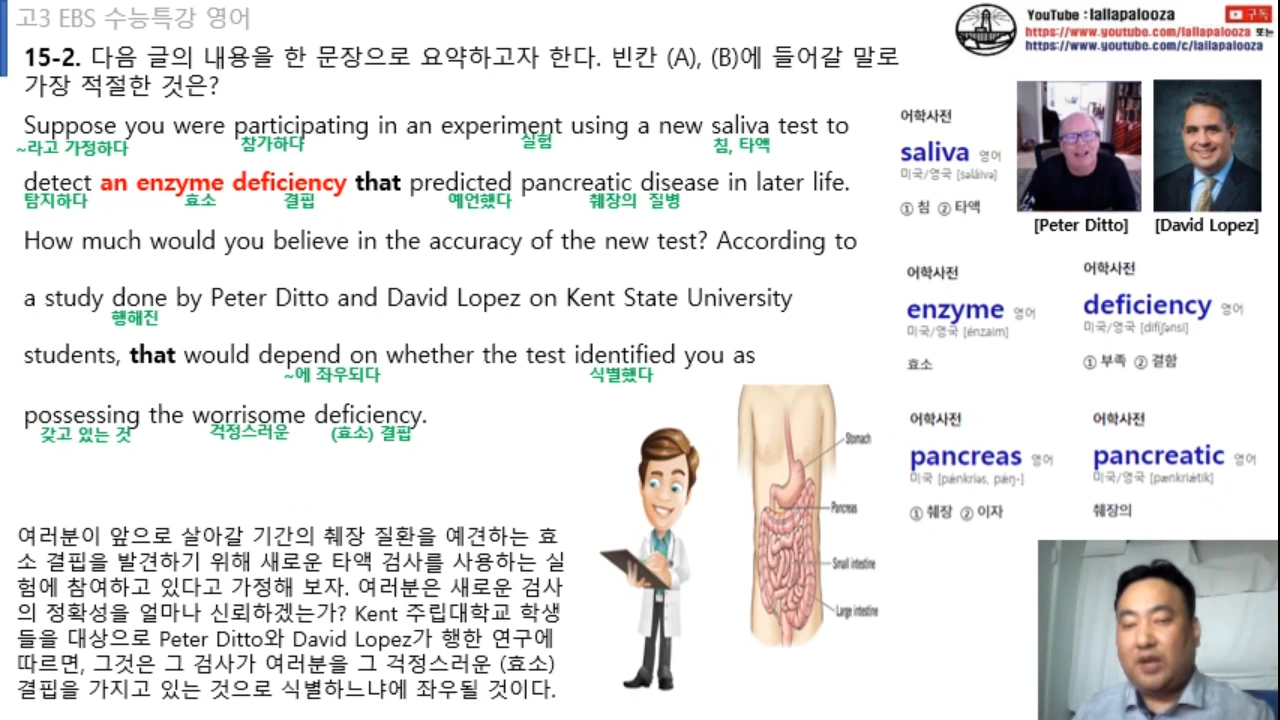 고3 EBS 수능특강 영어
15-2. 다음 글의 내용을 한 문장으로 요약하고자 한다. 빈칸 (A), (B)에 들어갈 말로
가장 적절한 것은?
Suppose you were participating in an experiment using a new saliva test to
~라고 가정하다 참가하다 실험 침, 타액
detect an enzyme deficiency that predicted pancreatic disease in later life.
탐지하다 효소 결핍 예언했다 췌장의 질병
How much would you believe in the accuracy of the new test? According to
a study done by Peter Ditto and David Lopez on Kent State University
행해진
students, that would depend on whether the test identified you as
~에 좌우되다 식별했다
possessing the worrisome deficiency.
갖고 있는 것 걱정스러운 (효소) 결핍
여러분이 앞으로 살아갈 기간의 췌장 질환을 예견하는 효
소 결핍을 발견하기 위해 새로운 타액 검사를 사용하는 실
험에 참여하고 있다고 가정해 보자. 여러분은 새로운 검사
의 정확성을 얼마나 신뢰하겠는가? Kent 주립대학교 학생
들을 대상으로 Peter Ditto와 David Lopez가 행한 연구에
따르면, 그것은 그 검사가 여러분을 그 걱정스러운 (효소)
결핍을 가지고 있는 것으로 식별하느냐에 좌우될 것이다.
Stomach
Pancreas
Small intestine
Large intestine
YouTube : lallapalooza 구독
https://www.youtube.com/lallapalooza 또는
https://www.youtube.com/c/lallapalooza
[Peter Ditto] [David Lopez]
어학사전
saliva 영어
미국/영국 [səláivə]
① 침 ② 타액
어학사전
enzyme 영어
미국/영국 [énzaim]
효소
어학사전
deficiency 영어
미국/영국 [difíʃənsi]
① 부족 ② 결함
어학사전
pancreas 영어
미국 [pǽnkriəs, pǽŋ-]
① 췌장 ② 이자
어학사전
pancreatic 영어
미국/영국 [pænkriǽtik]
췌장의